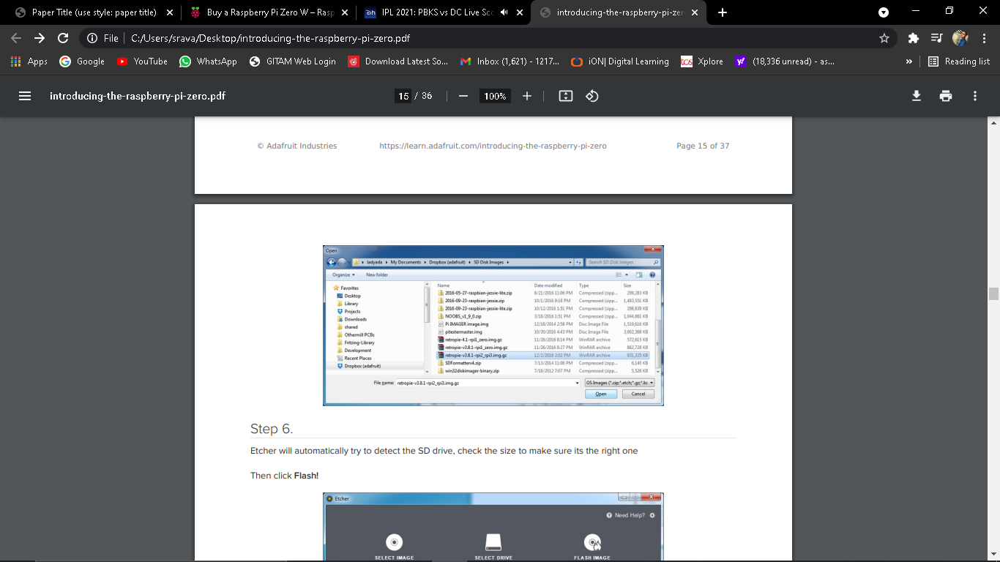 Paper Title (use style: paper title)
Buy a Raspberry Pi Zero W – Rasp
dh IPL 2021: PBKS vs DC Live Sco
introducing-the-raspberry-pi-zer
File C:/Users/srava/Desktop/introducing-the-raspberry-pi-zero.pdf
Apps Google YouTube WhatsApp GITAM Web Login Download Latest So... Inbox (1,621) - 1217... iON| Digital Learning tcs Xplore y! (18,336 unread) - as... » Reading list
introducing-the-raspberry-pi-zero.pdf 15 / 36 100%
© Adafruit Industries https://learn.adafruit.com/introducing-the-raspberry-pi-zero Page 15 of 37
Open
ladyada My Documents Dropbox (adafruit) SD Disk Images Search SD Disk Images
Organize New folder
Favorites
Desktop
Library
Projects
Downloads
shared
Othermill PCBs
Fritzing-Library
Development
Recent Places
Dropbox (adafruit)
Name Date modified Type Size
2016-05-27-raspbian-jessie-lite.zip 8/21/2016 11:06 PM Compressed (zipp... 299,283 KB
2016-09-23-raspbian-jessie.zip 10/1/2016 9:18 PM Compressed (zipp... 1,483,551 KB
2016-09-23-raspbian-jessie-lite.zip 10/12/2016 1:51 PM Compressed (zipp... 298,839 KB
NOOBS_v1_9_0.zip 3/18/2016 1:51 PM Compressed (zipp... 1,044,661 KB
Pi IMAGER image.img 12/18/2014 2:58 PM Disc Image File 1,519,616 KB
pitestermaster.img 10/30/2016 4:43 PM Disc Image File 3,002,368 KB
retropie-4.1-rpi1_zero.img.gz 11/26/2016 8:14 PM WinRAR archive 572,615 KB
retropie-v3.8.1-rpi1_zero.img.gz 11/26/2016 8:27 PM WinRAR archive 882,728 KB
retropie-v3.8.1-rpi2_rpi3.img.gz 12/2/2016 2:02 PM WinRAR archive 931,335 KB
SDFormatterv4.zip 7/13/2014 11:06 PM Compressed (zipp... 6,140 KB
win32diskimager-binary.zip 7/18/2012 7:07 PM Compressed (zipp... 5,526 KB
File name: retropie-v3.8.1-rpi2_rpi3.img.gz OS Images (*.zip;*.etch;*.gz;*.bz
Open Cancel
Step 6.
Etcher will automatically try to detect the SD drive, check the size to make sure its the right one
Then click Flash!
Etcher
Need Help?
SELECT IMAGE SELECT DRIVE FLASH IMAGE